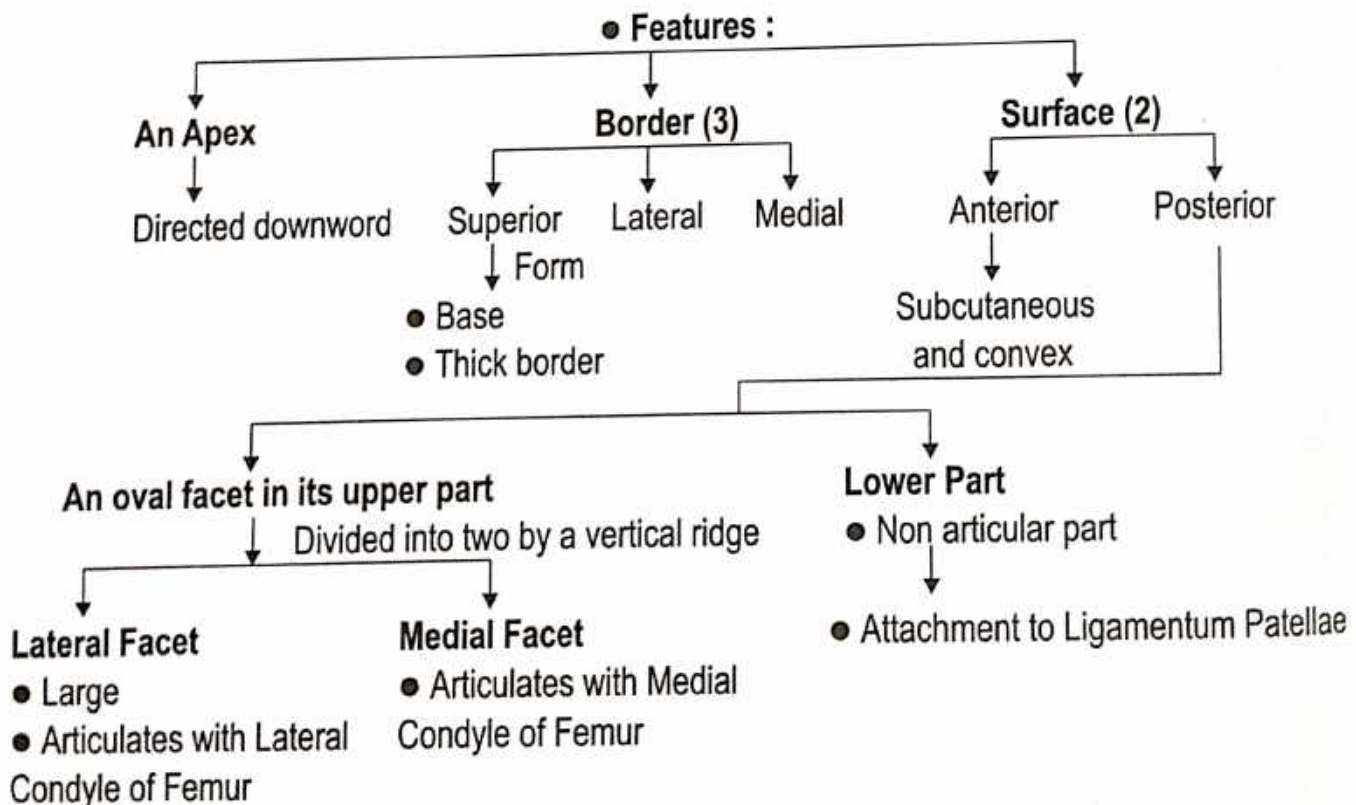 ● Features :
An Apex
Border (3)
Surface (2)
Directed downword
Superior
Lateral
Medial
Anterior
Posterior
Form
● Base
● Thick border
Subcutaneous
and convex
An oval facet in its upper part
Divided into two by a vertical ridge
Lower Part
● Non articular part
● Attachment to Ligamentum Patellae
Lateral Facet
● Large
● Articulates with Lateral
Condyle of Femur
Medial Facet
● Articulates with Medial
Condyle of Femur